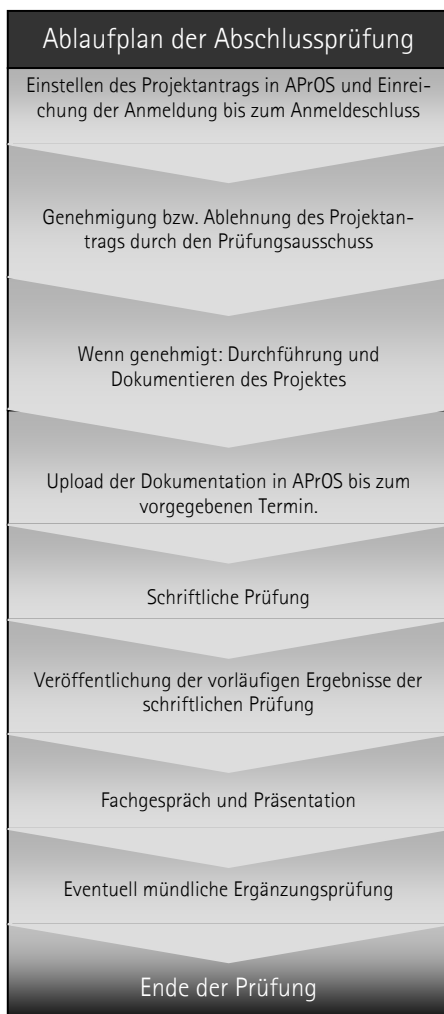 Ablaufplan der Abschlussprüfung
Einstellen des Projektantrags in APrOS und Einrei-
chung der Anmeldung bis zum Anmeldeschluss
Genehmigung bzw. Ablehnung des Projektan-
trags durch den Prüfungsausschuss
Wenn genehmigt: Durchführung und
Dokumentieren des Projektes
Upload der Dokumentation in APrOS bis zum
vorgegebenen Termin.
Schriftliche Prüfung
Veröffentlichung der vorläufigen Ergebnisse der
schriftlichen Prüfung
Fachgespräch und Präsentation
Eventuell mündliche Ergänzungsprüfung
Ende der Prüfung